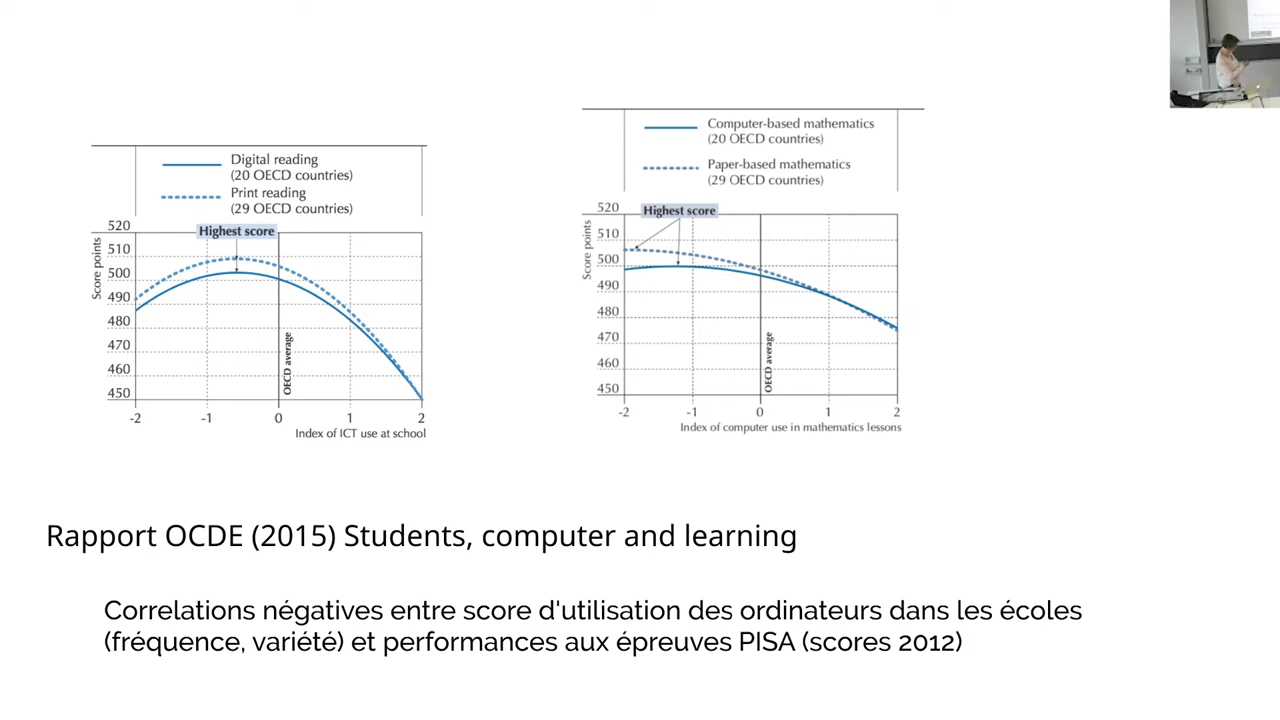 Digital reading
(20 OECD countries)
Print reading
(29 OECD countries)
Highest score
Score points
520
510
500
490
480
470
460
450
OECD average
-2 -1 0 1 2
Index of ICT use at school
Computer-based mathematics
(20 OECD countries)
Paper-based mathematics
(29 OECD countries)
Highest score
Score points
520
510
500
490
480
470
460
450
OECD average
-2 -1 0 1 2
Index of computer use in mathematics lessons
Rapport OCDE (2015) Students, computer and learning
Correlations négatives entre score d'utilisation des ordinateurs dans les écoles
(fréquence, variété) et performances aux épreuves PISA (scores 2012)